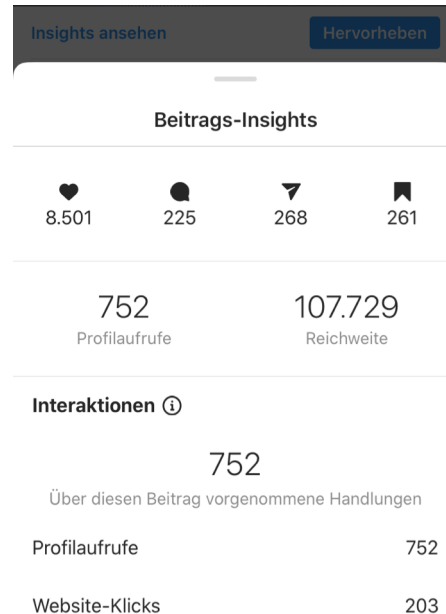 Insights ansehen Hervorheben
Beitrags-Insights
8.501 225 268 261
752 107.729
Profilaufrufe Reichweite
Interaktionen
752
Über diesen Beitrag vorgenommene Handlungen
Profilaufrufe 752
Website-Klicks 203